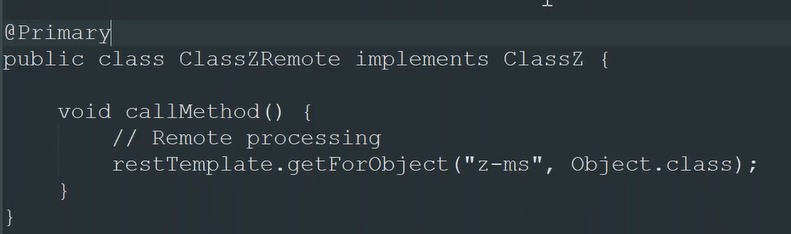 @Primary
public class ClassZRemote implements ClassZ {
void callMethod() {
// Remote processing
restTemplate.getForObject("z-ms", Object.class);
}
}